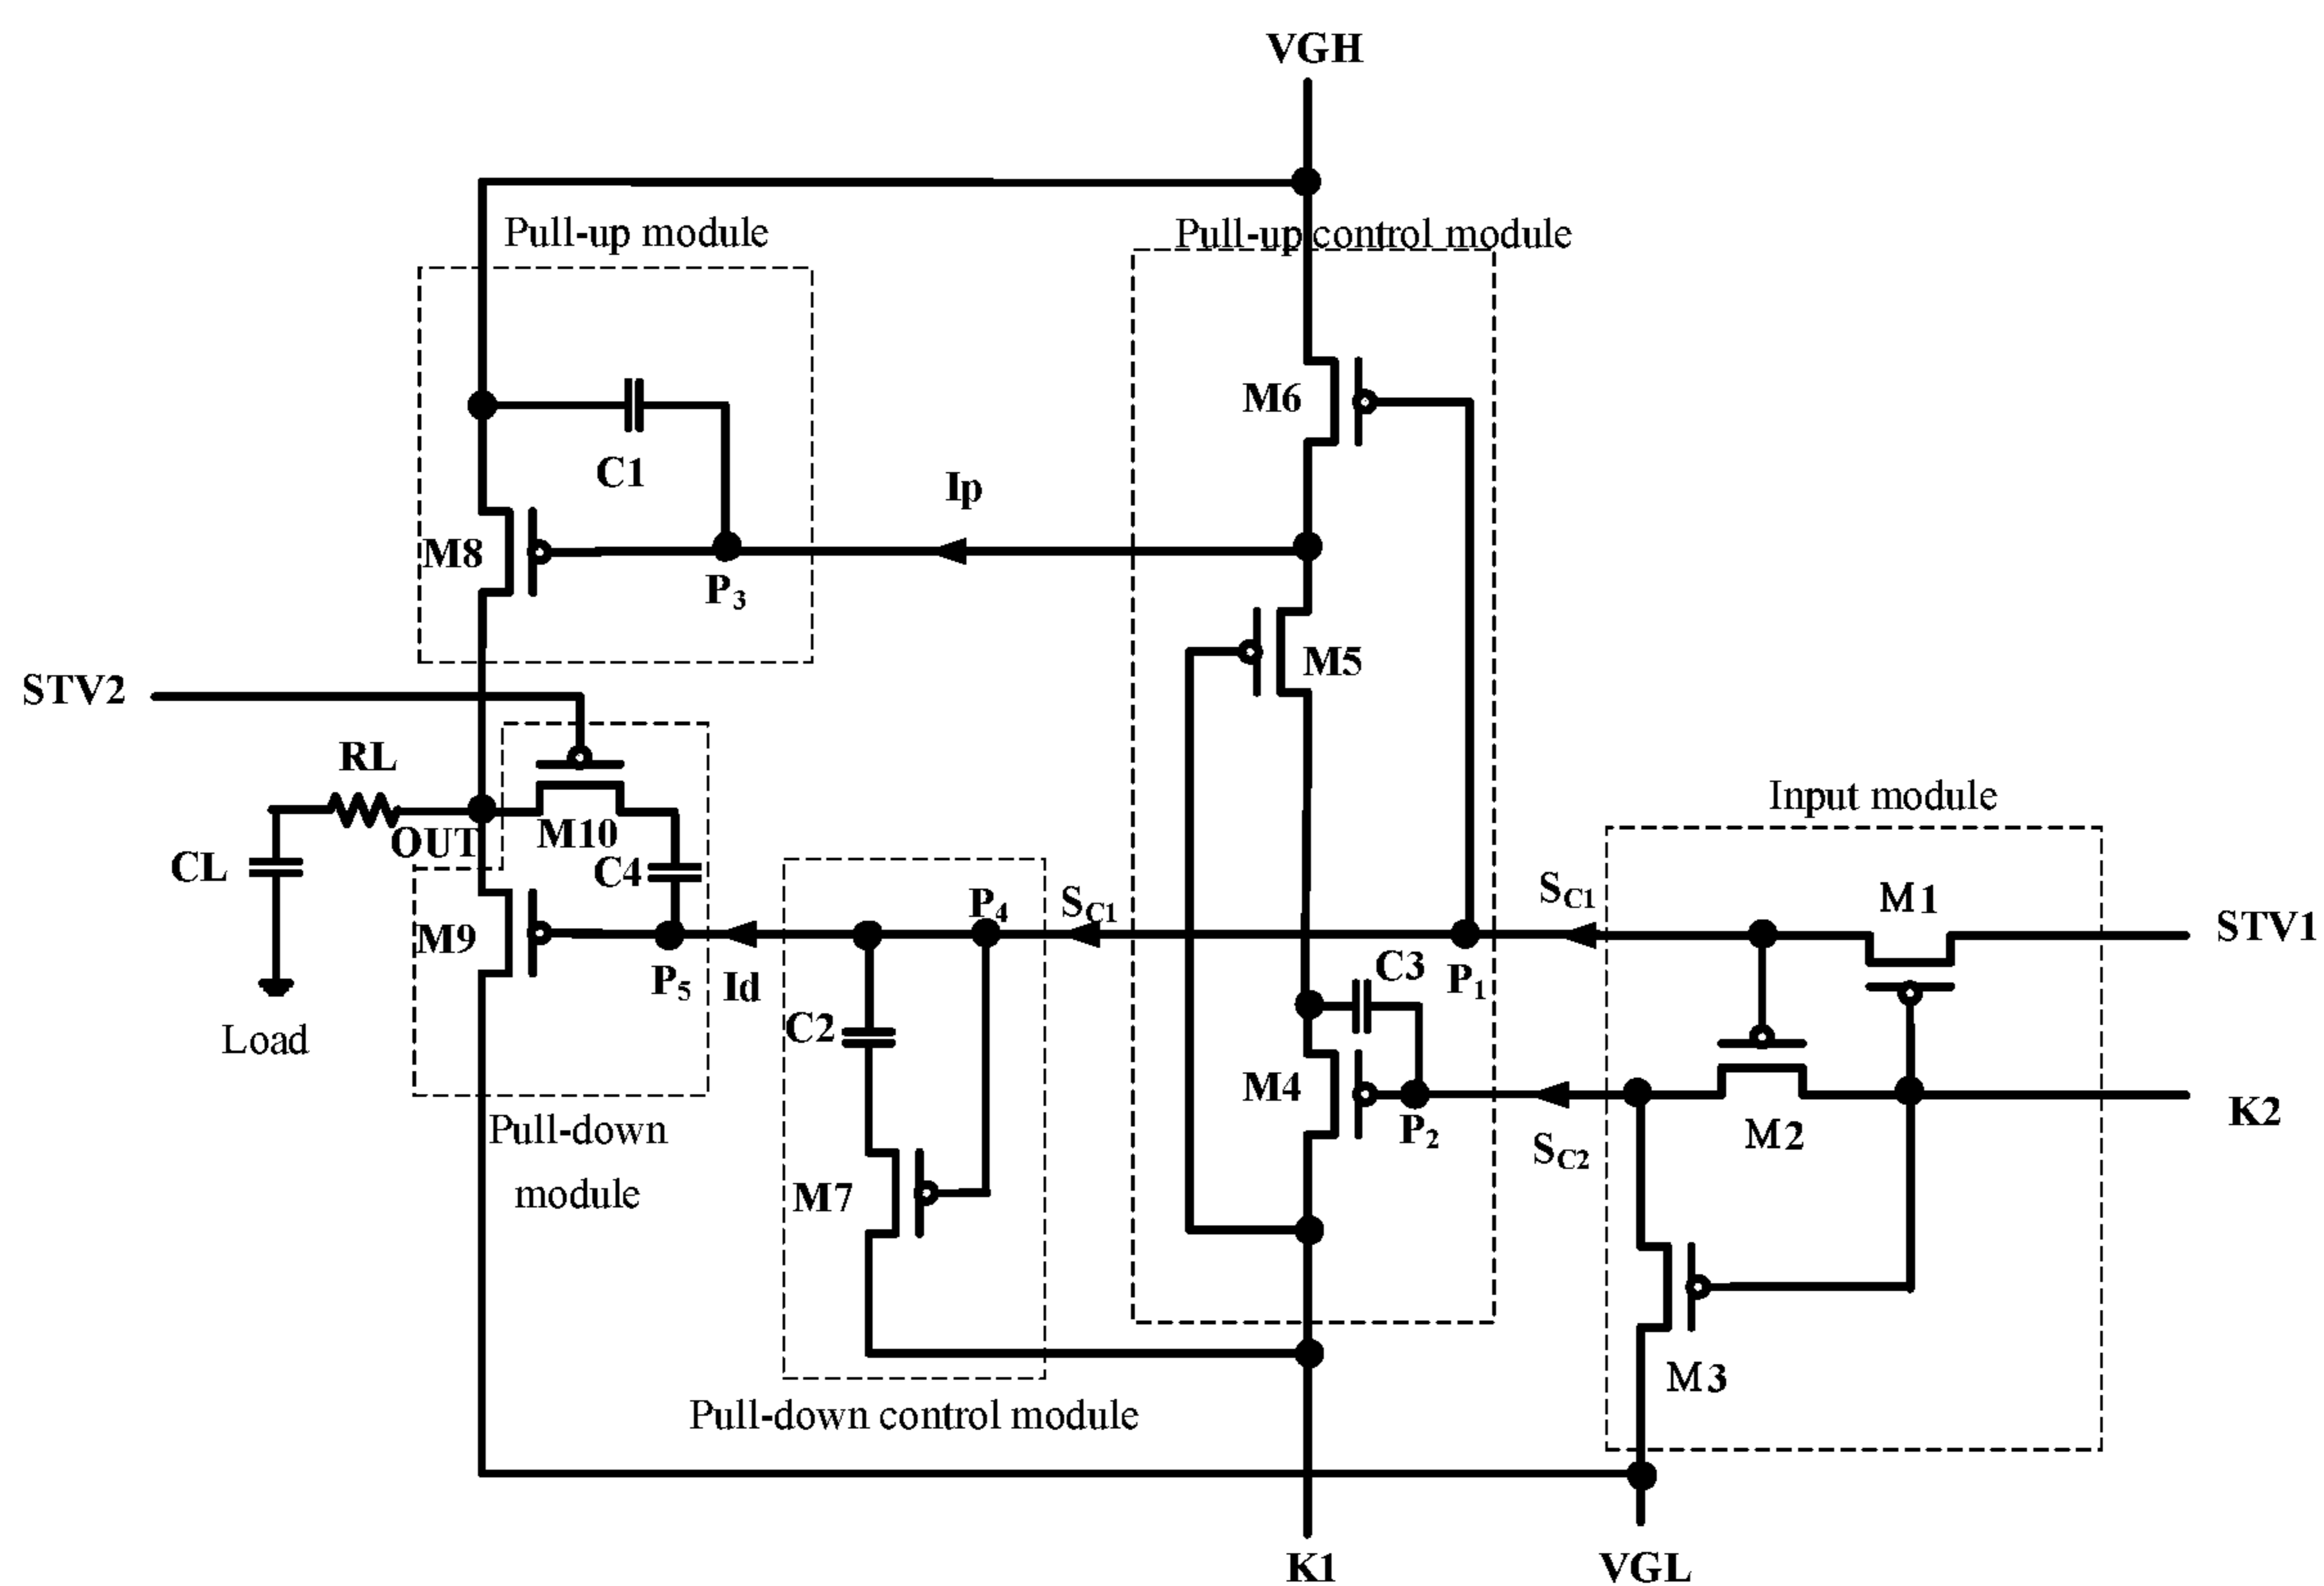 VGH
Pull-up module
Pull-up control module
M6
C1
Ip
M8
P3
M5
STV2
RL
OUT
M10
CL
C4
Input module
M9
P4
SC1
SC1
M1
STV1
P5
Id
C3
P1
Load
C2
M4
P2
M2
K2
Pull-down
module
SC2
M7
M3
Pull-down control module
K1
VGL